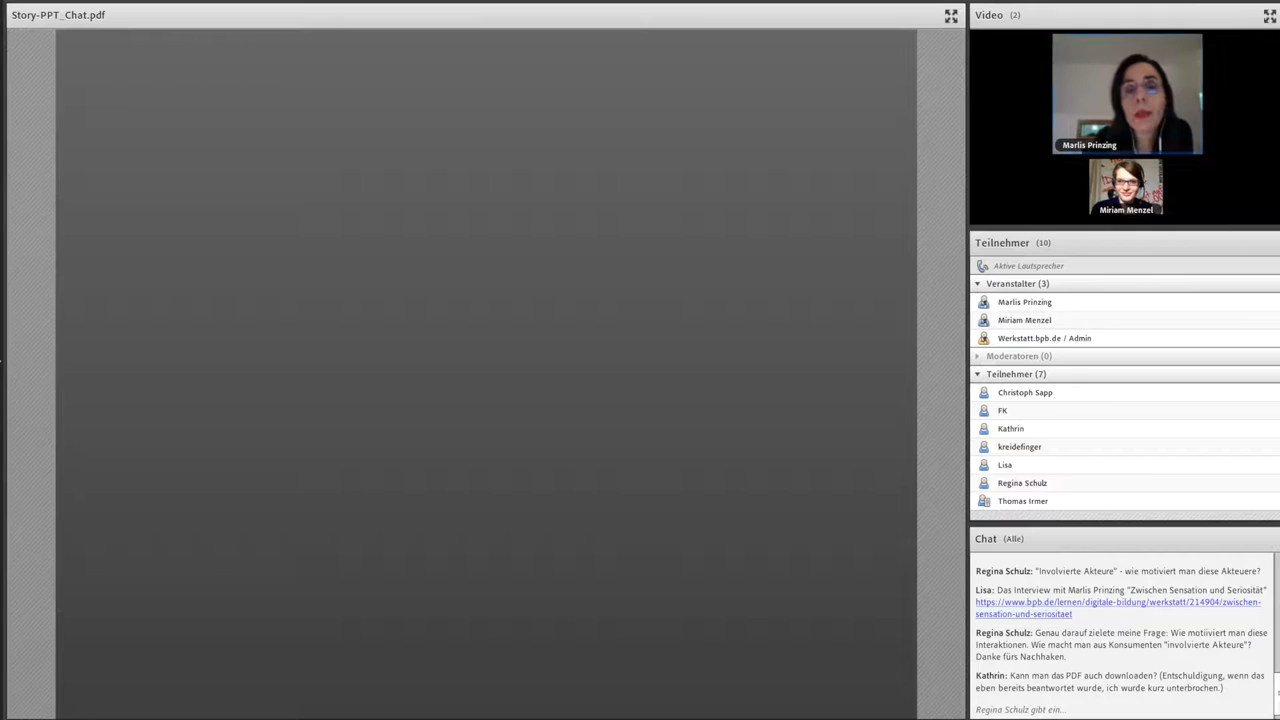 Story-PPT_Chat.pdf
Video (2)
Marlis Prinzing
Miriam Menzel
Teilnehmer (10)
Aktive Lautsprecher
Veranstalter (3)
Marlis Prinzing
Miriam Menzel
Werkstatt.bpb.de / Admin
Moderatoren (0)
Teilnehmer (7)
Christoph Sapp
FK
Kathrin
kreidefinger
Lisa
Regina Schulz
Thomas Irmer
Chat (Alle)
Regina Schulz: "Involvierte Akteure" - wie motiviert man diese Akteuere?
Lisa: Das Interview mit Marlis Prinzing "Zwischen Sensation und Seriosität"
https://www.bpb.de/lernen/digitale-bildung/werkstatt/214904/zwischen-
sensation-und-seriositaet
Regina Schulz: Genau darauf zielete meine Frage: Wie motiiviert man diese
Interaktionen. Wie macht man aus Konsumenten "involvierte Akteure"?
Danke fürs Nachhaken.
Kathrin: Kann man das PDF auch downloaden? (Entschuldigung, wenn das
eben bereits beantwortet wurde, ich wurde kurz unterbrochen.)
Regina Schulz gibt ein...